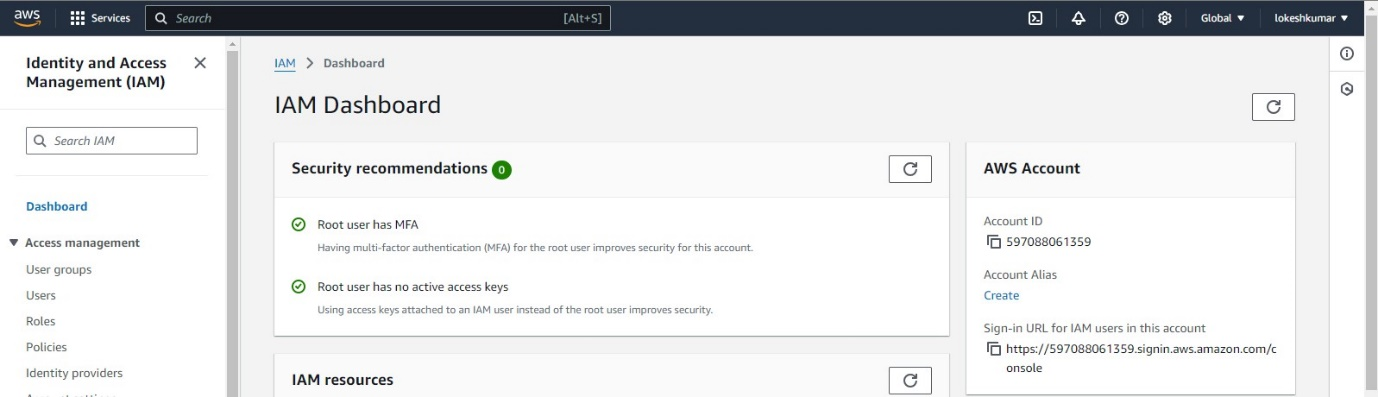 aws Services Search [Alt+S] Global ▼ lokeshkumar ▼
Identity and Access
Management (IAM)
Search IAM
Dashboard
Access management
User groups
Users
Roles
Policies
Identity providers
IAM > Dashboard
IAM Dashboard
Security recommendations 0
Root user has MFA
Having multi-factor authentication (MFA) for the root user improves security for this account.
Root user has no active access keys
Using access keys attached to an IAM user instead of the root user improves security.
IAM resources
AWS Account
Account ID
597088061359
Account Alias
Create
Sign-in URL for IAM users in this account
https://597088061359.signin.aws.amazon.com/c
onsole